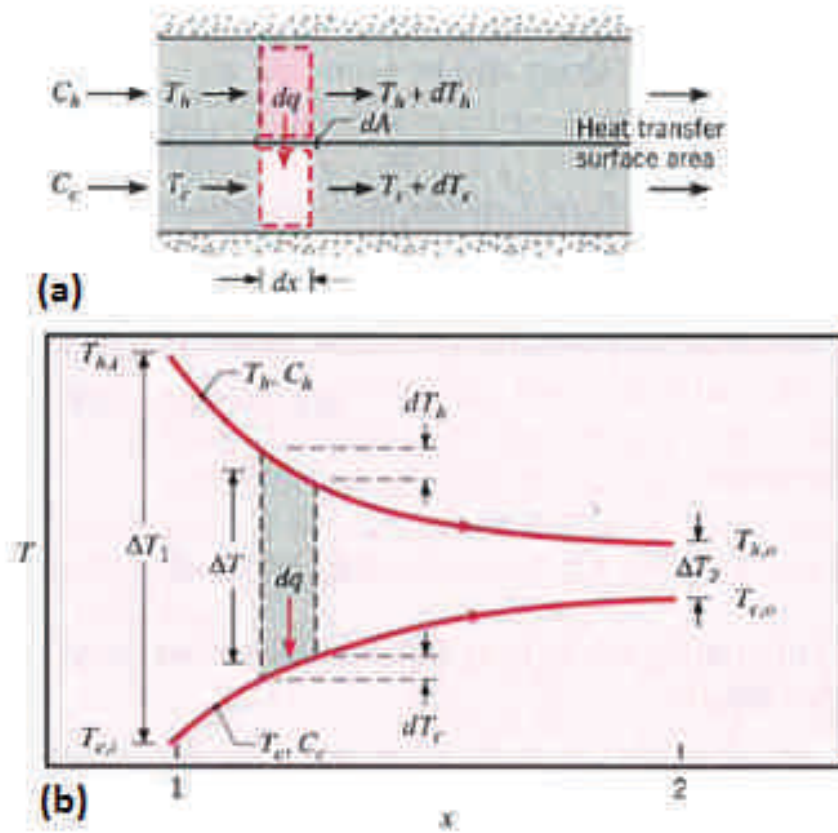 C_h T_h dq T_h + dT_h
dA
Heat transfer
surface area
C_c T_c T_c + dT_c
dx
(a)
T_h,i
T_h, C_h
dT_h
T
ΔT_1
ΔT
dq
T_h,o
ΔT_2
T_c,o
T_c,i
T_c, C_c
dT_c
(b)
1
2
x